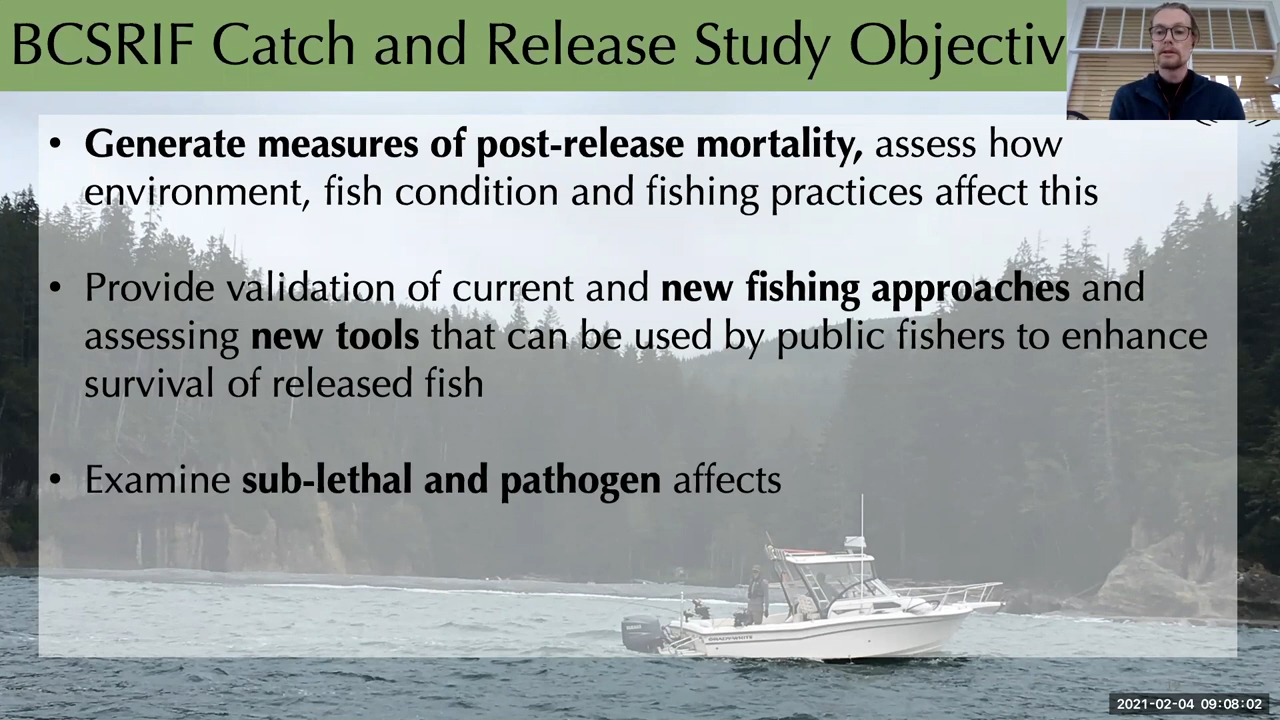 BCSRIF Catch and Release Study Objectiv
• Generate measures of post-release mortality, assess how
environment, fish condition and fishing practices affect this
• Provide validation of current and new fishing approaches and
assessing new tools that can be used by public fishers to enhance
survival of released fish
• Examine sub-lethal and pathogen affects
GRADY-WHITE
2021-02-04 09:08:02